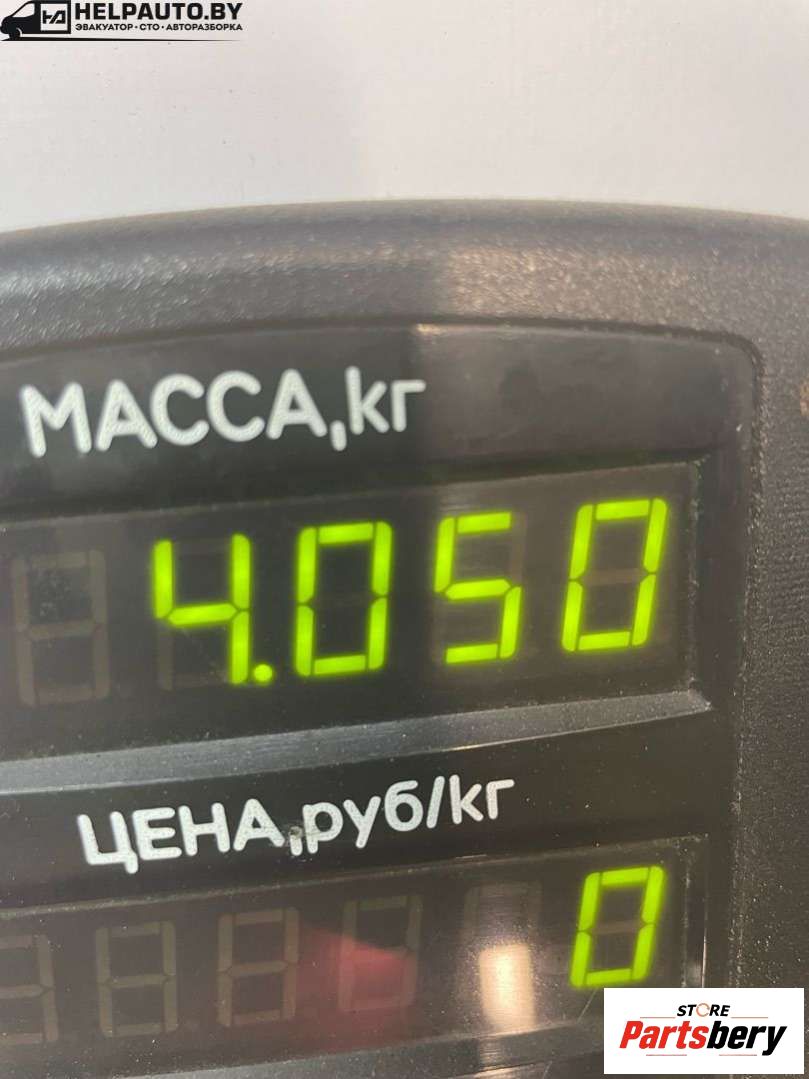 HELPAUTO.BY
ЭВАКУАТОР • СТО • АВТОРАЗБОРКА
МАССА,кг
4.050
ЦЕНА,руб/кг
0
STORE
Partsbery